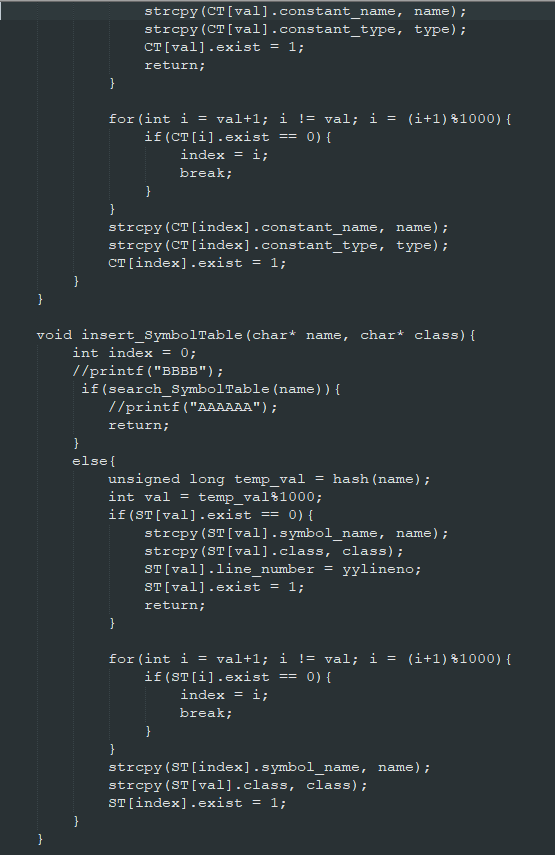 strcpy(CT[val].constant_name, name);
strcpy(CT[val].constant_type, type);
CT[val].exist = 1;
return;
}
for(int i = val+1; i != val; i = (i+1)%1000){
if(CT[i].exist == 0){
index = i;
break;
}
}
strcpy(CT[index].constant_name, name);
strcpy(CT[index].constant_type, type);
CT[index].exist = 1;
}
}
void insert_SymbolTable(char* name, char* class){
int index = 0;
//printf("BBBB");
if(search_SymbolTable(name)){
//printf("AAAAAA");
return;
}
else{
unsigned long temp_val = hash(name);
int val = temp_val%1000;
if(ST[val].exist == 0){
strcpy(ST[val].symbol_name, name);
strcpy(ST[val].class, class);
ST[val].line_number = yylineno;
ST[val].exist = 1;
return;
}
for(int i = val+1; i != val; i = (i+1)%1000){
if(ST[i].exist == 0){
index = i;
break;
}
}
strcpy(ST[index].symbol_name, name);
strcpy(ST[val].class, class);
ST[index].exist = 1;
}
}